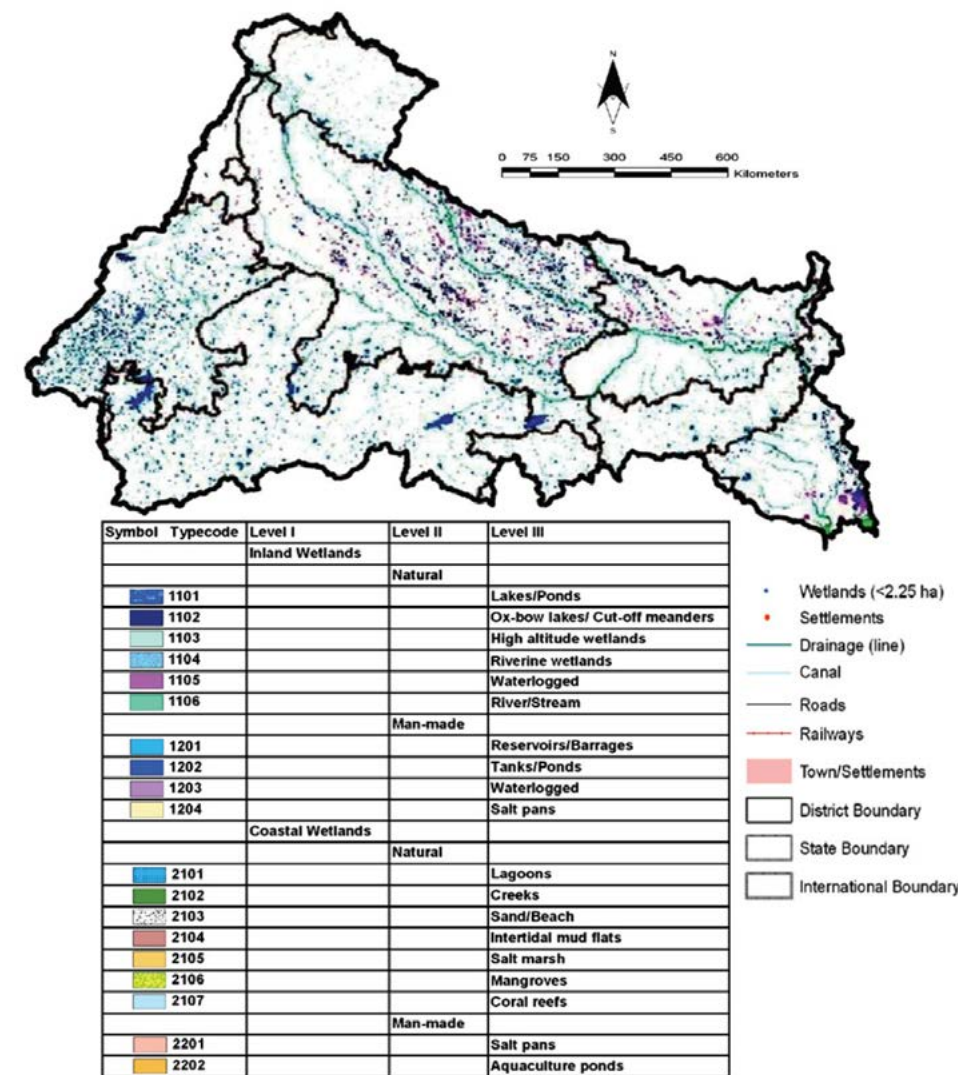 N
S
0 75 150 300 450 600
Kilometers
Symbol Typecode Level I Level II Level III
Inland Wetlands
Natural
1101 Lakes/Ponds
1102 Ox-bow lakes/ Cut-off meanders
1103 High altitude wetlands
1104 Riverine wetlands
1105 Waterlogged
1106 River/Stream
Man-made
1201 Reservoirs/Barrages
1202 Tanks/Ponds
1203 Waterlogged
1204 Salt pans
Coastal Wetlands
Natural
2101 Lagoons
2102 Creeks
2103 Sand/Beach
2104 Intertidal mud flats
2105 Salt marsh
2106 Mangroves
2107 Coral reefs
Man-made
2201 Salt pans
2202 Aquaculture ponds
Wetlands (<2.25 ha)
Settlements
Drainage (line)
Canal
Roads
Railways
Town/Settlements
District Boundary
State Boundary
International Boundary